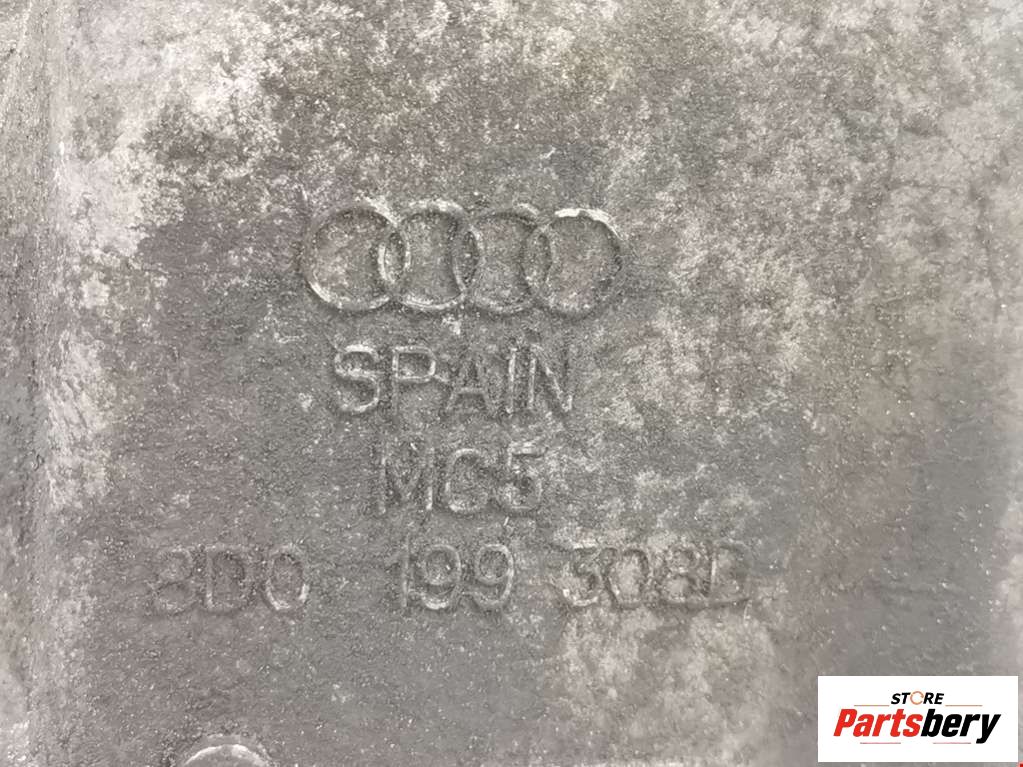 SPAIN
MC5
8D0 199 308D
STORE
Partsbery